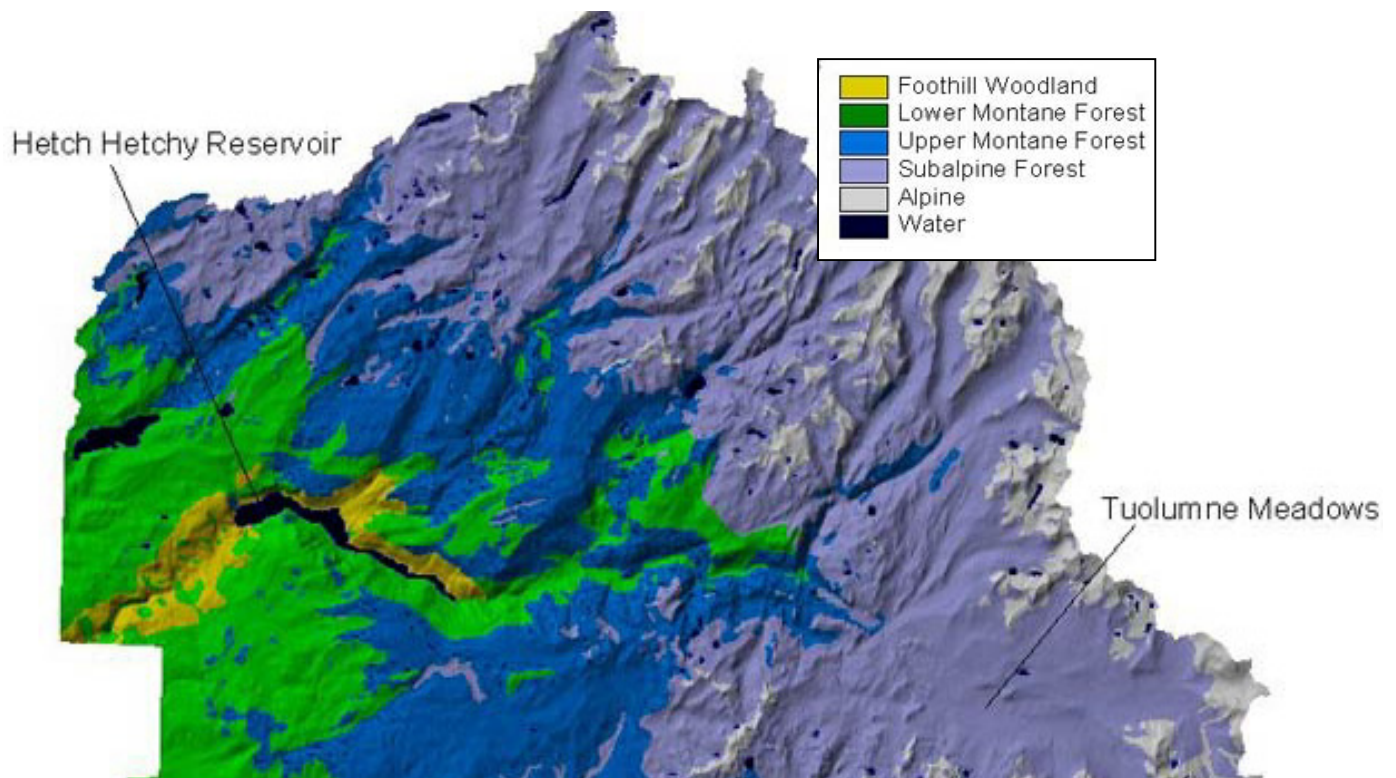 Foothill Woodland
Lower Montane Forest
Upper Montane Forest
Subalpine Forest
Alpine
Water
Hetch Hetchy Reservoir
Tuolumne Meadows